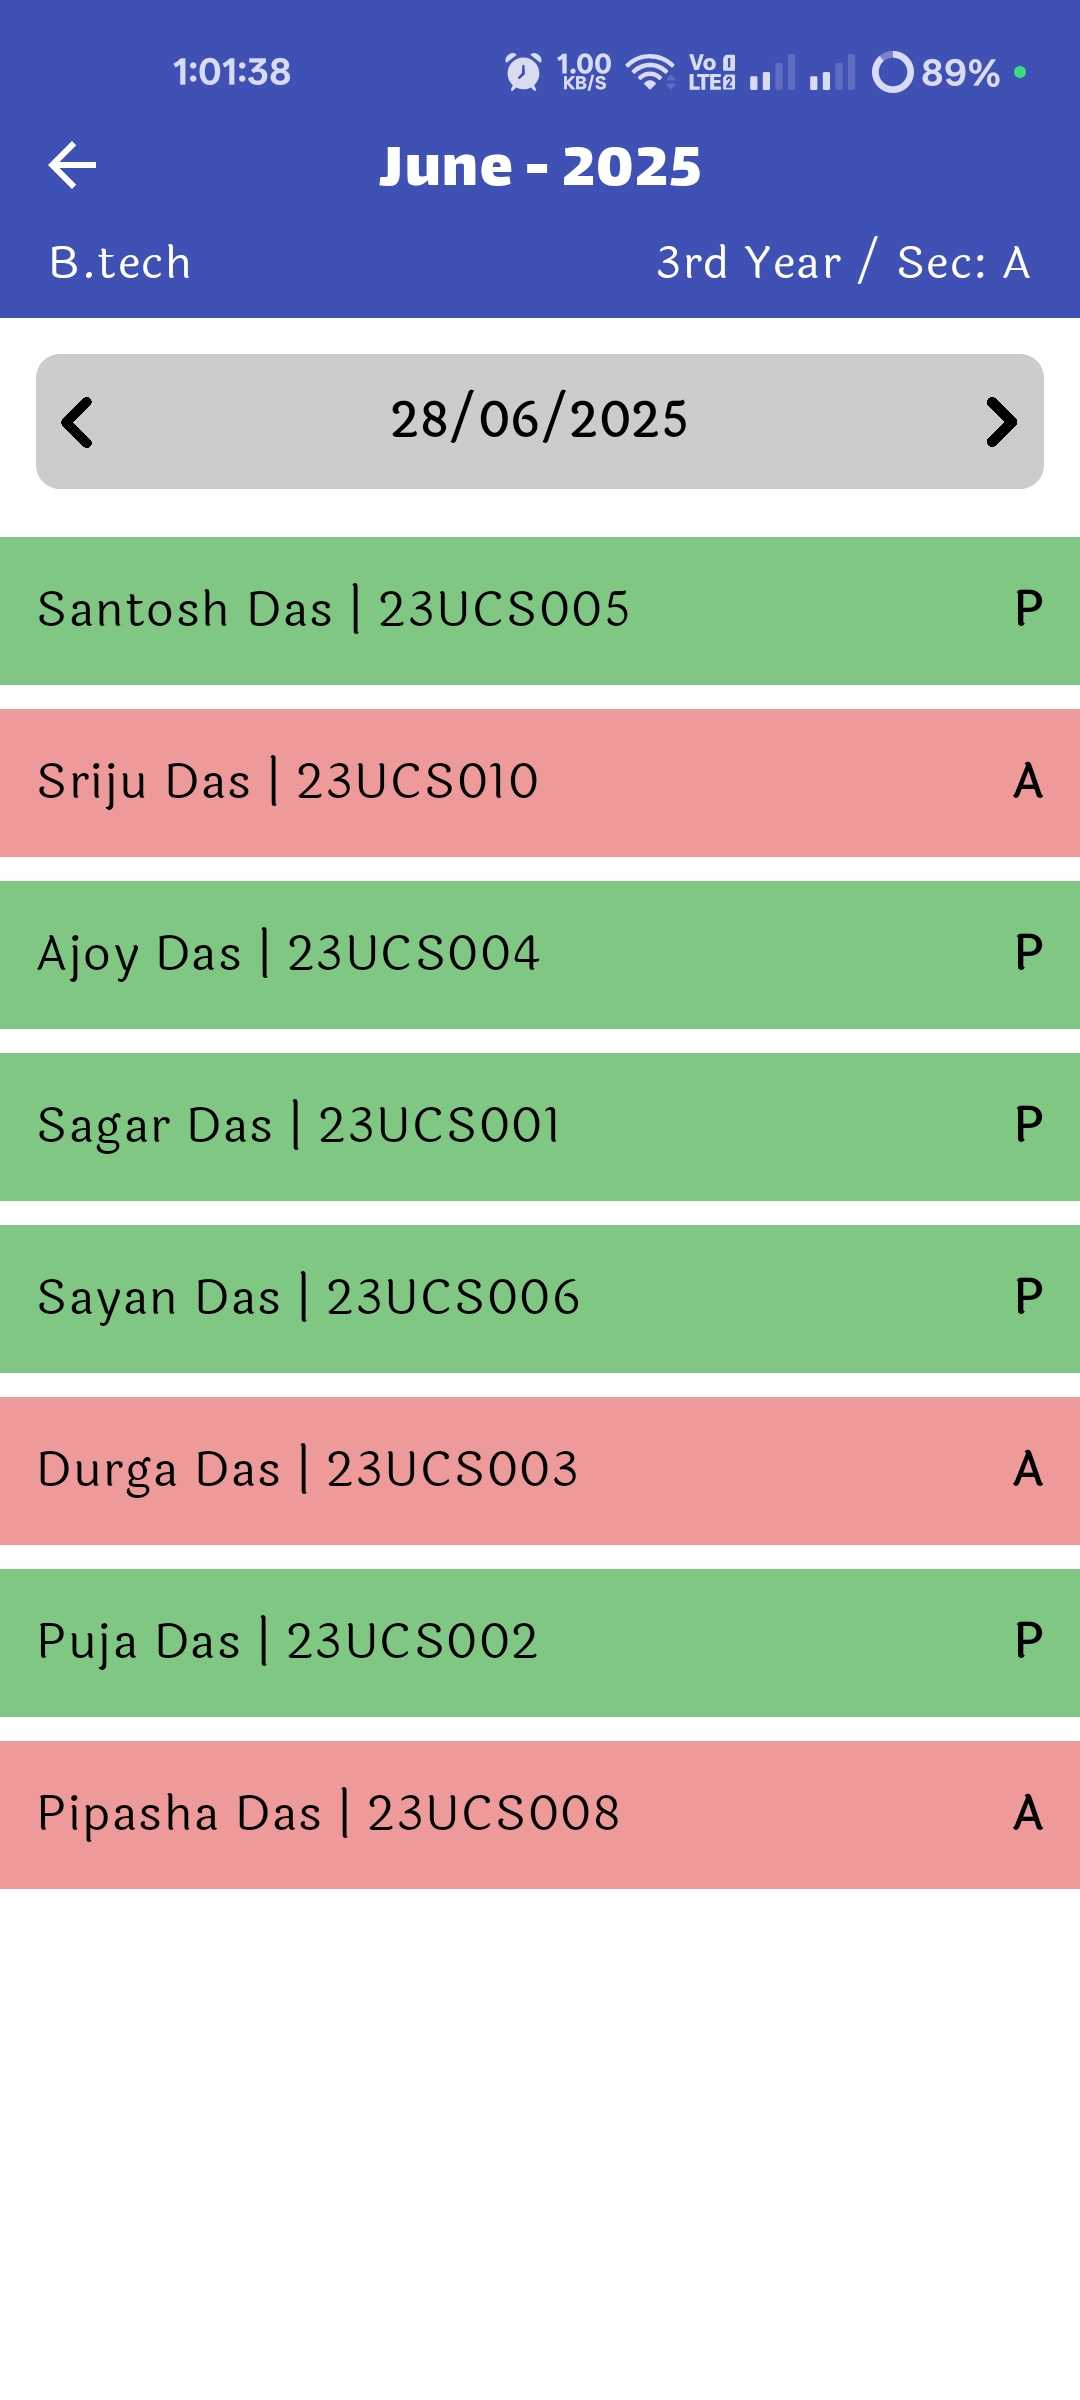 1:01:38 1.00 KB/S Vo 1 LTE 2 89%
June - 2025
B.tech 3rd Year / Sec: A
28/06/2025
Santosh Das | 23UCS005 P
Sriju Das | 23UCS010 A
Ajoy Das | 23UCS004 P
Sagar Das | 23UCS001 P
Sayan Das | 23UCS006 P
Durga Das | 23UCS003 A
Puja Das | 23UCS002 P
Pipasha Das | 23UCS008 A